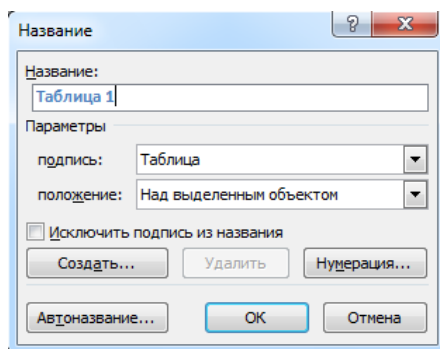 Название
Название:
Таблица 1
Параметры
подпись: Таблица
положение: Над выделенным объектом
Исключить подпись из названия
Создать... Удалить Нумерация...
Автоназвание... ОК Отмена